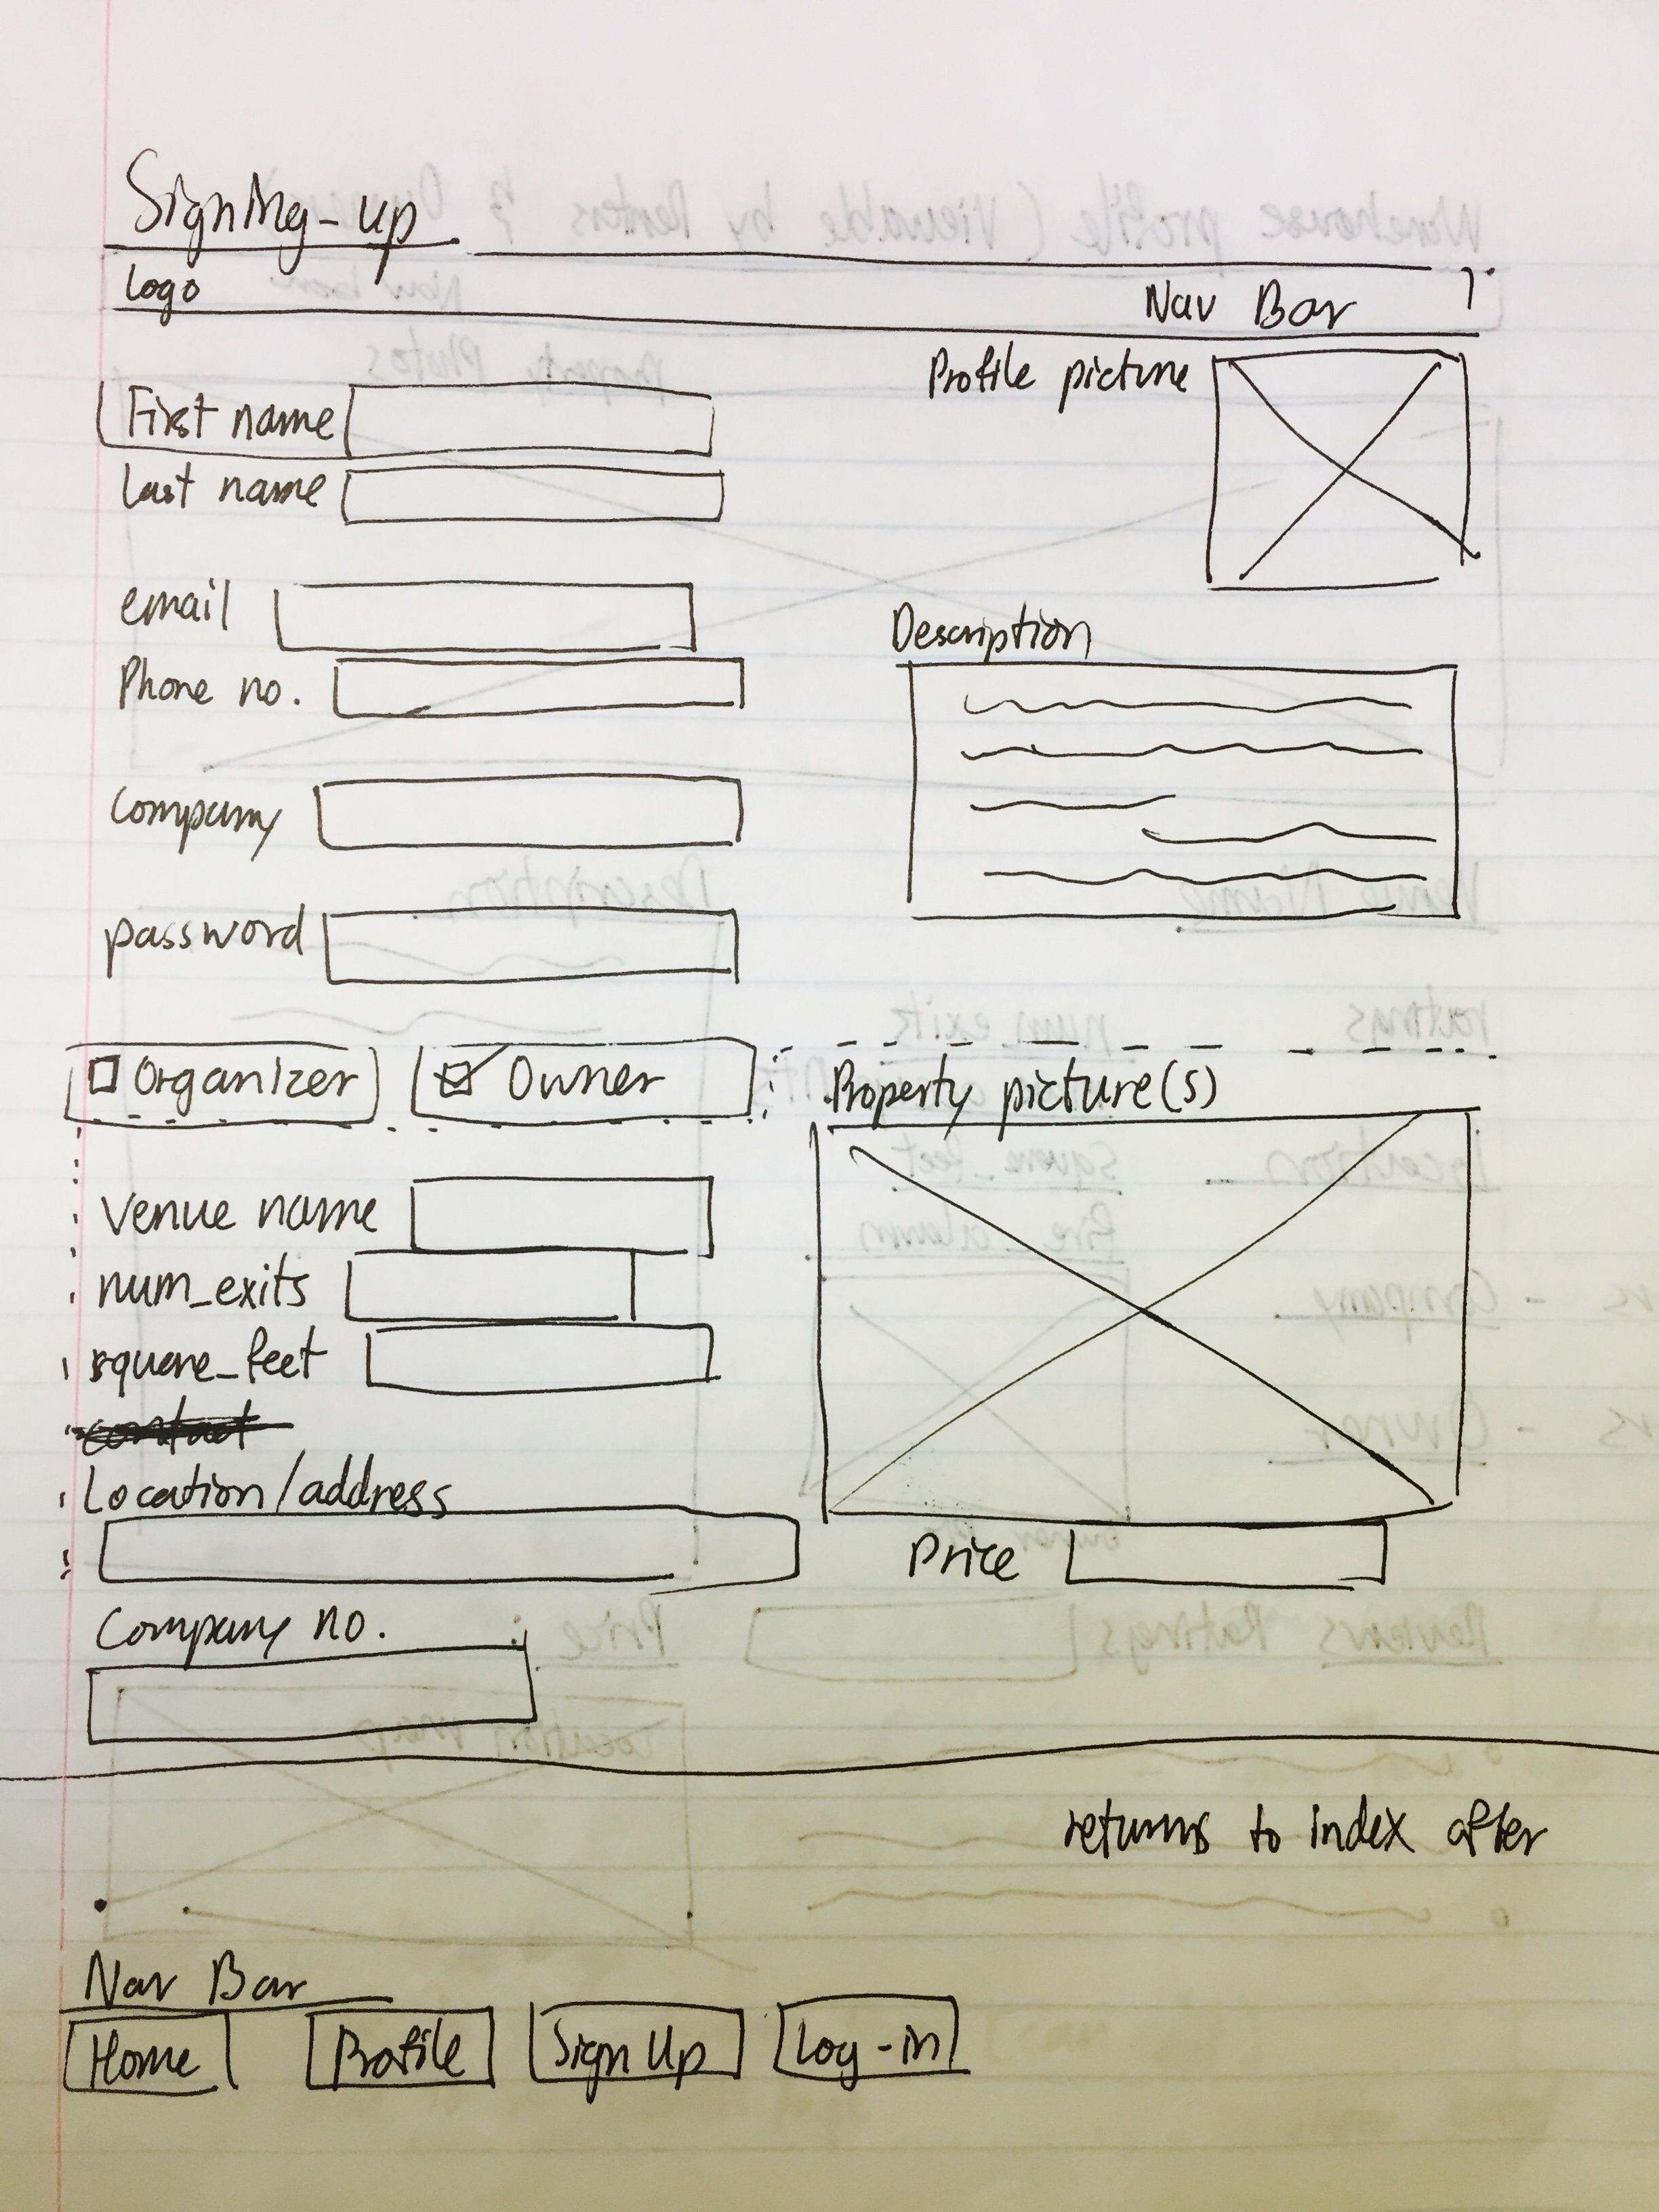 Signing-up
Logo
Nav Bar
Profile picture
First name
Last name
email
Phone no.
Description
Company
password
Organizer
Owner
Property picture(s)
Venue name
num_exits
square_feet
contact
Location/address
Price
Company no.
returns to index after
Nav Bar
Home
Profile
Sign Up
Log-in